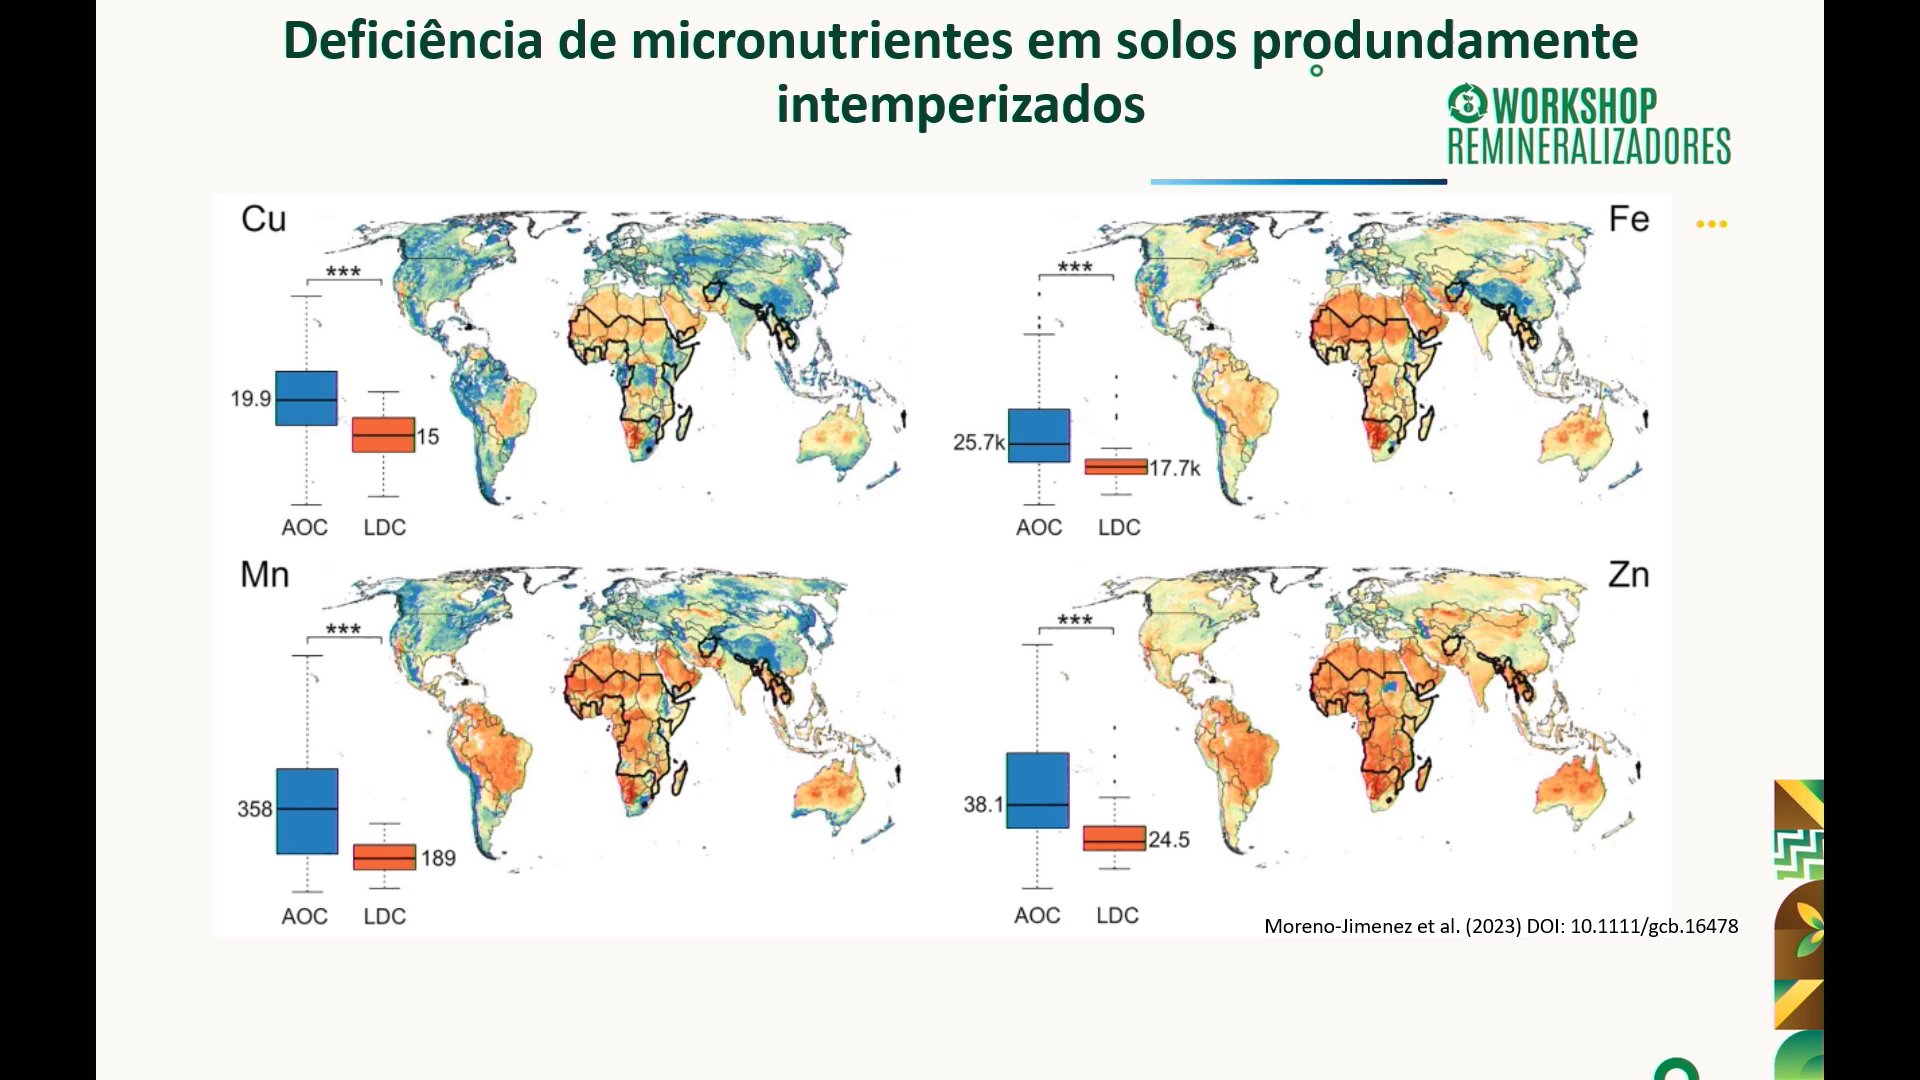 Deficiência de micronutrientes em solos produndamente
intemperizados
WORKSHOP
REMINERALIZADORES
Cu
***
19.9
15
AOC LDC
Fe
***
25.7k
17.7k
AOC LDC
Mn
***
358
189
AOC LDC
Zn
***
38.1
24.5
AOC LDC
Moreno-Jimenez et al. (2023) DOI: 10.1111/gcb.16478